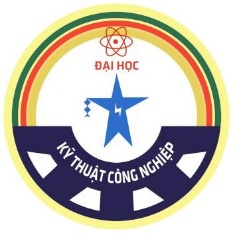 ĐẠI HỌC
KỸ THUẬT CÔNG NGHIỆP